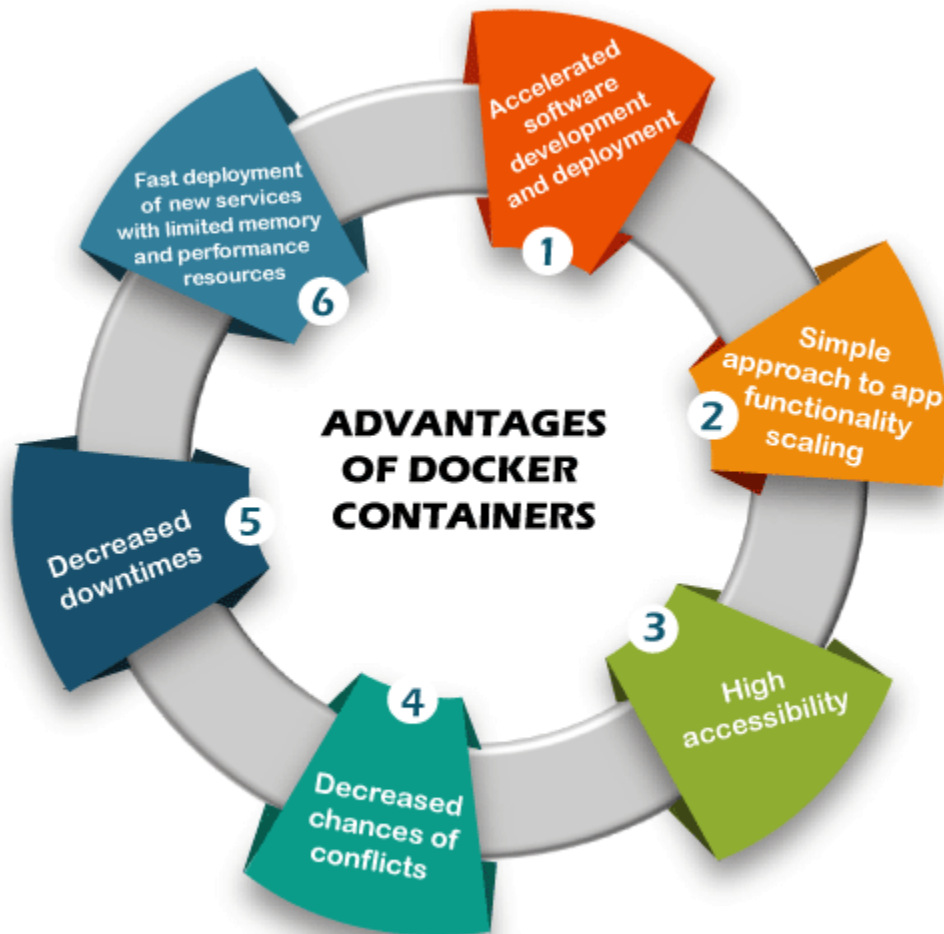 ADVANTAGES
OF DOCKER
CONTAINERS
Accelerated
software
development
and deployment
1
Simple
approach to app
functionality
scaling
2
3
High
accessibility
4
Decreased
chances of
conflicts
5
Decreased
downtimes
Fast deployment
of new services
with limited memory
and performance
resources
6